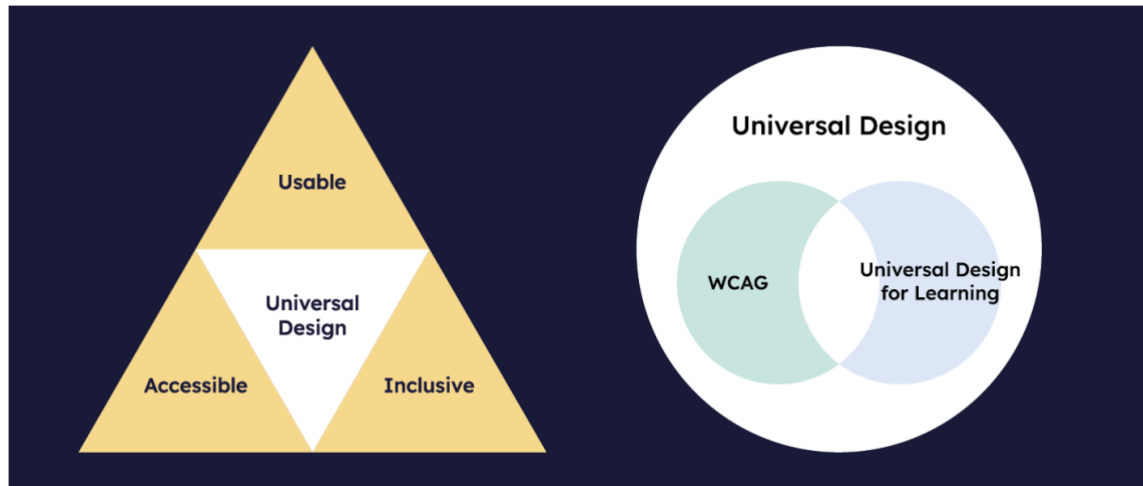 Usable
Universal
Design
Accessible
Inclusive
Universal Design
WCAG
Universal Design
for Learning